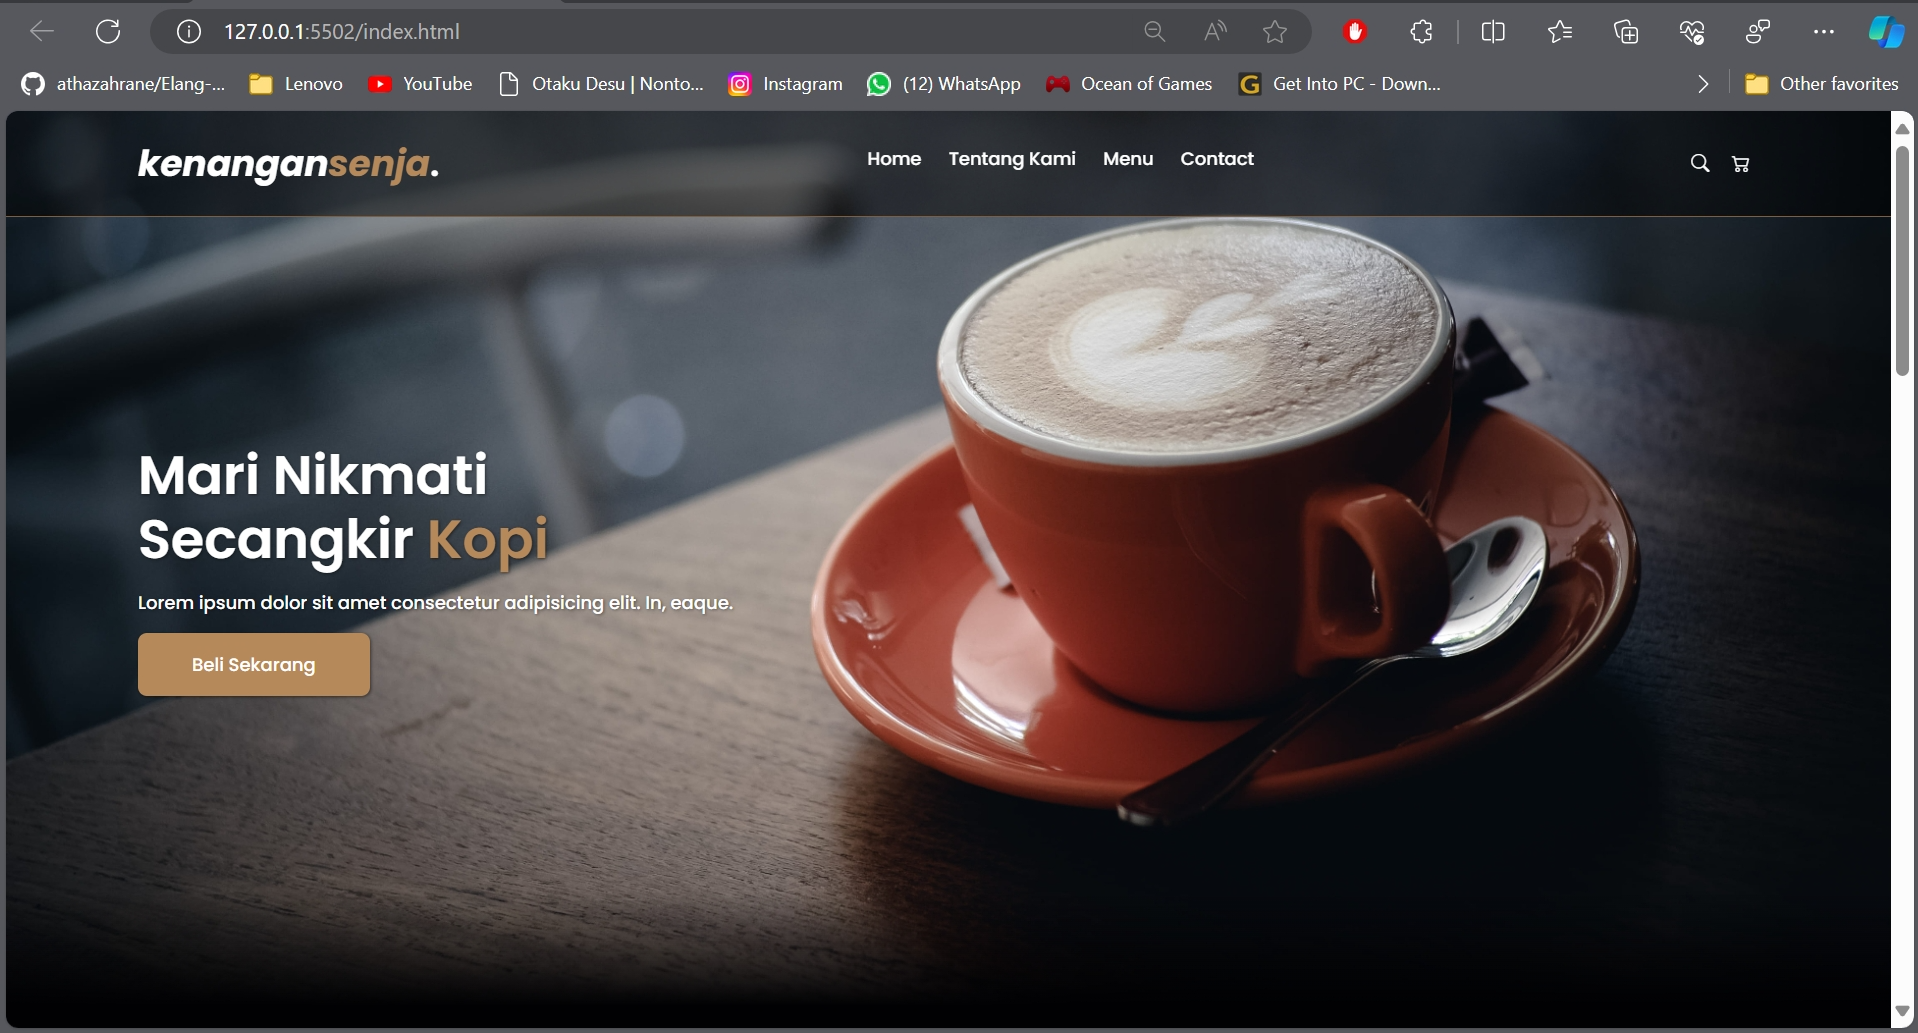 127.0.0.1:5502/index.html
athazahrane/Elang-... Lenovo YouTube Otaku Desu | Nonto... Instagram (12) WhatsApp Ocean of Games Get Into PC - Down... Other favorites
kenangansenja. Home Tentang Kami Menu Contact
Mari Nikmati
Secangkir Kopi
Lorem ipsum dolor sit amet consectetur adipisicing elit. In, eaque.
Beli Sekarang